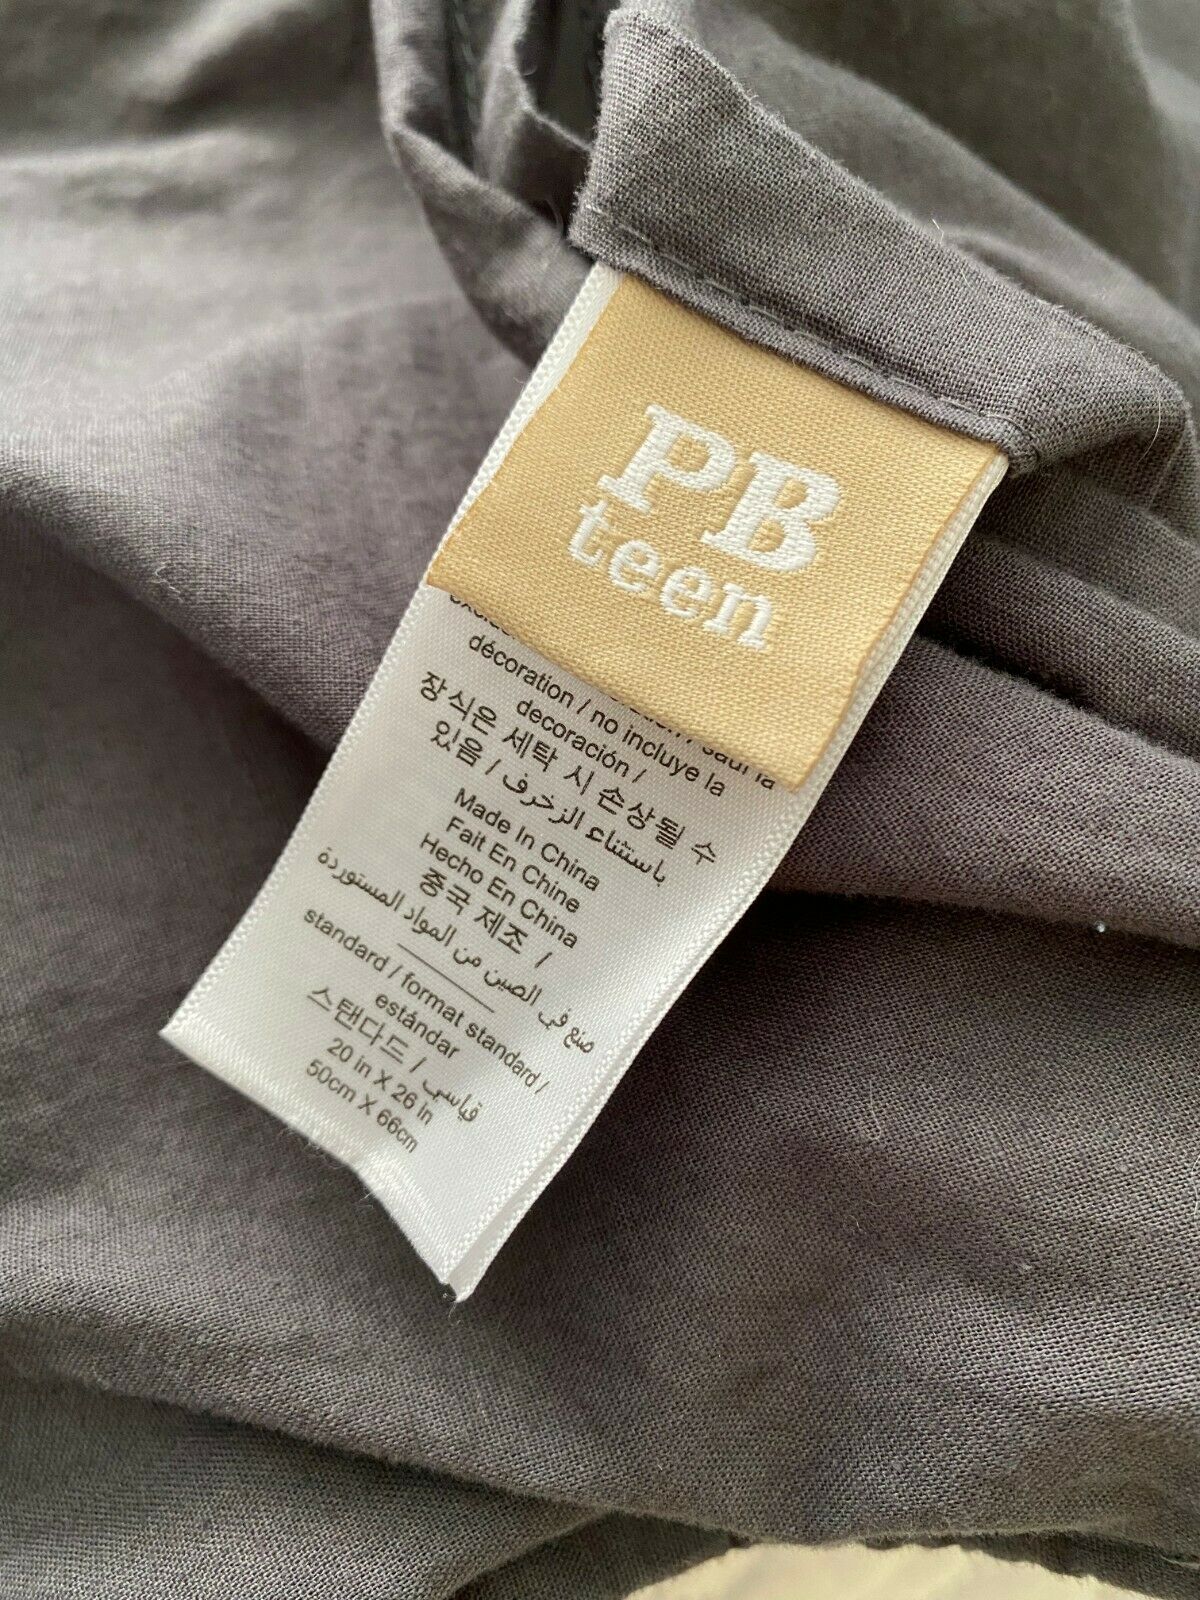 PB
teen
décoration / no incluye la
decoración /
장식은 세탁 시 손상될 수
있음 / باستثناء الزخرف
Made In China
Fait En Chine
Hecho En China
중국 제조 /
صنع في الصين من المواد المستوردة
standard / format standard /
estándar
스탠다드 / قياسي
20 in X 26 In
50cm X 66cm